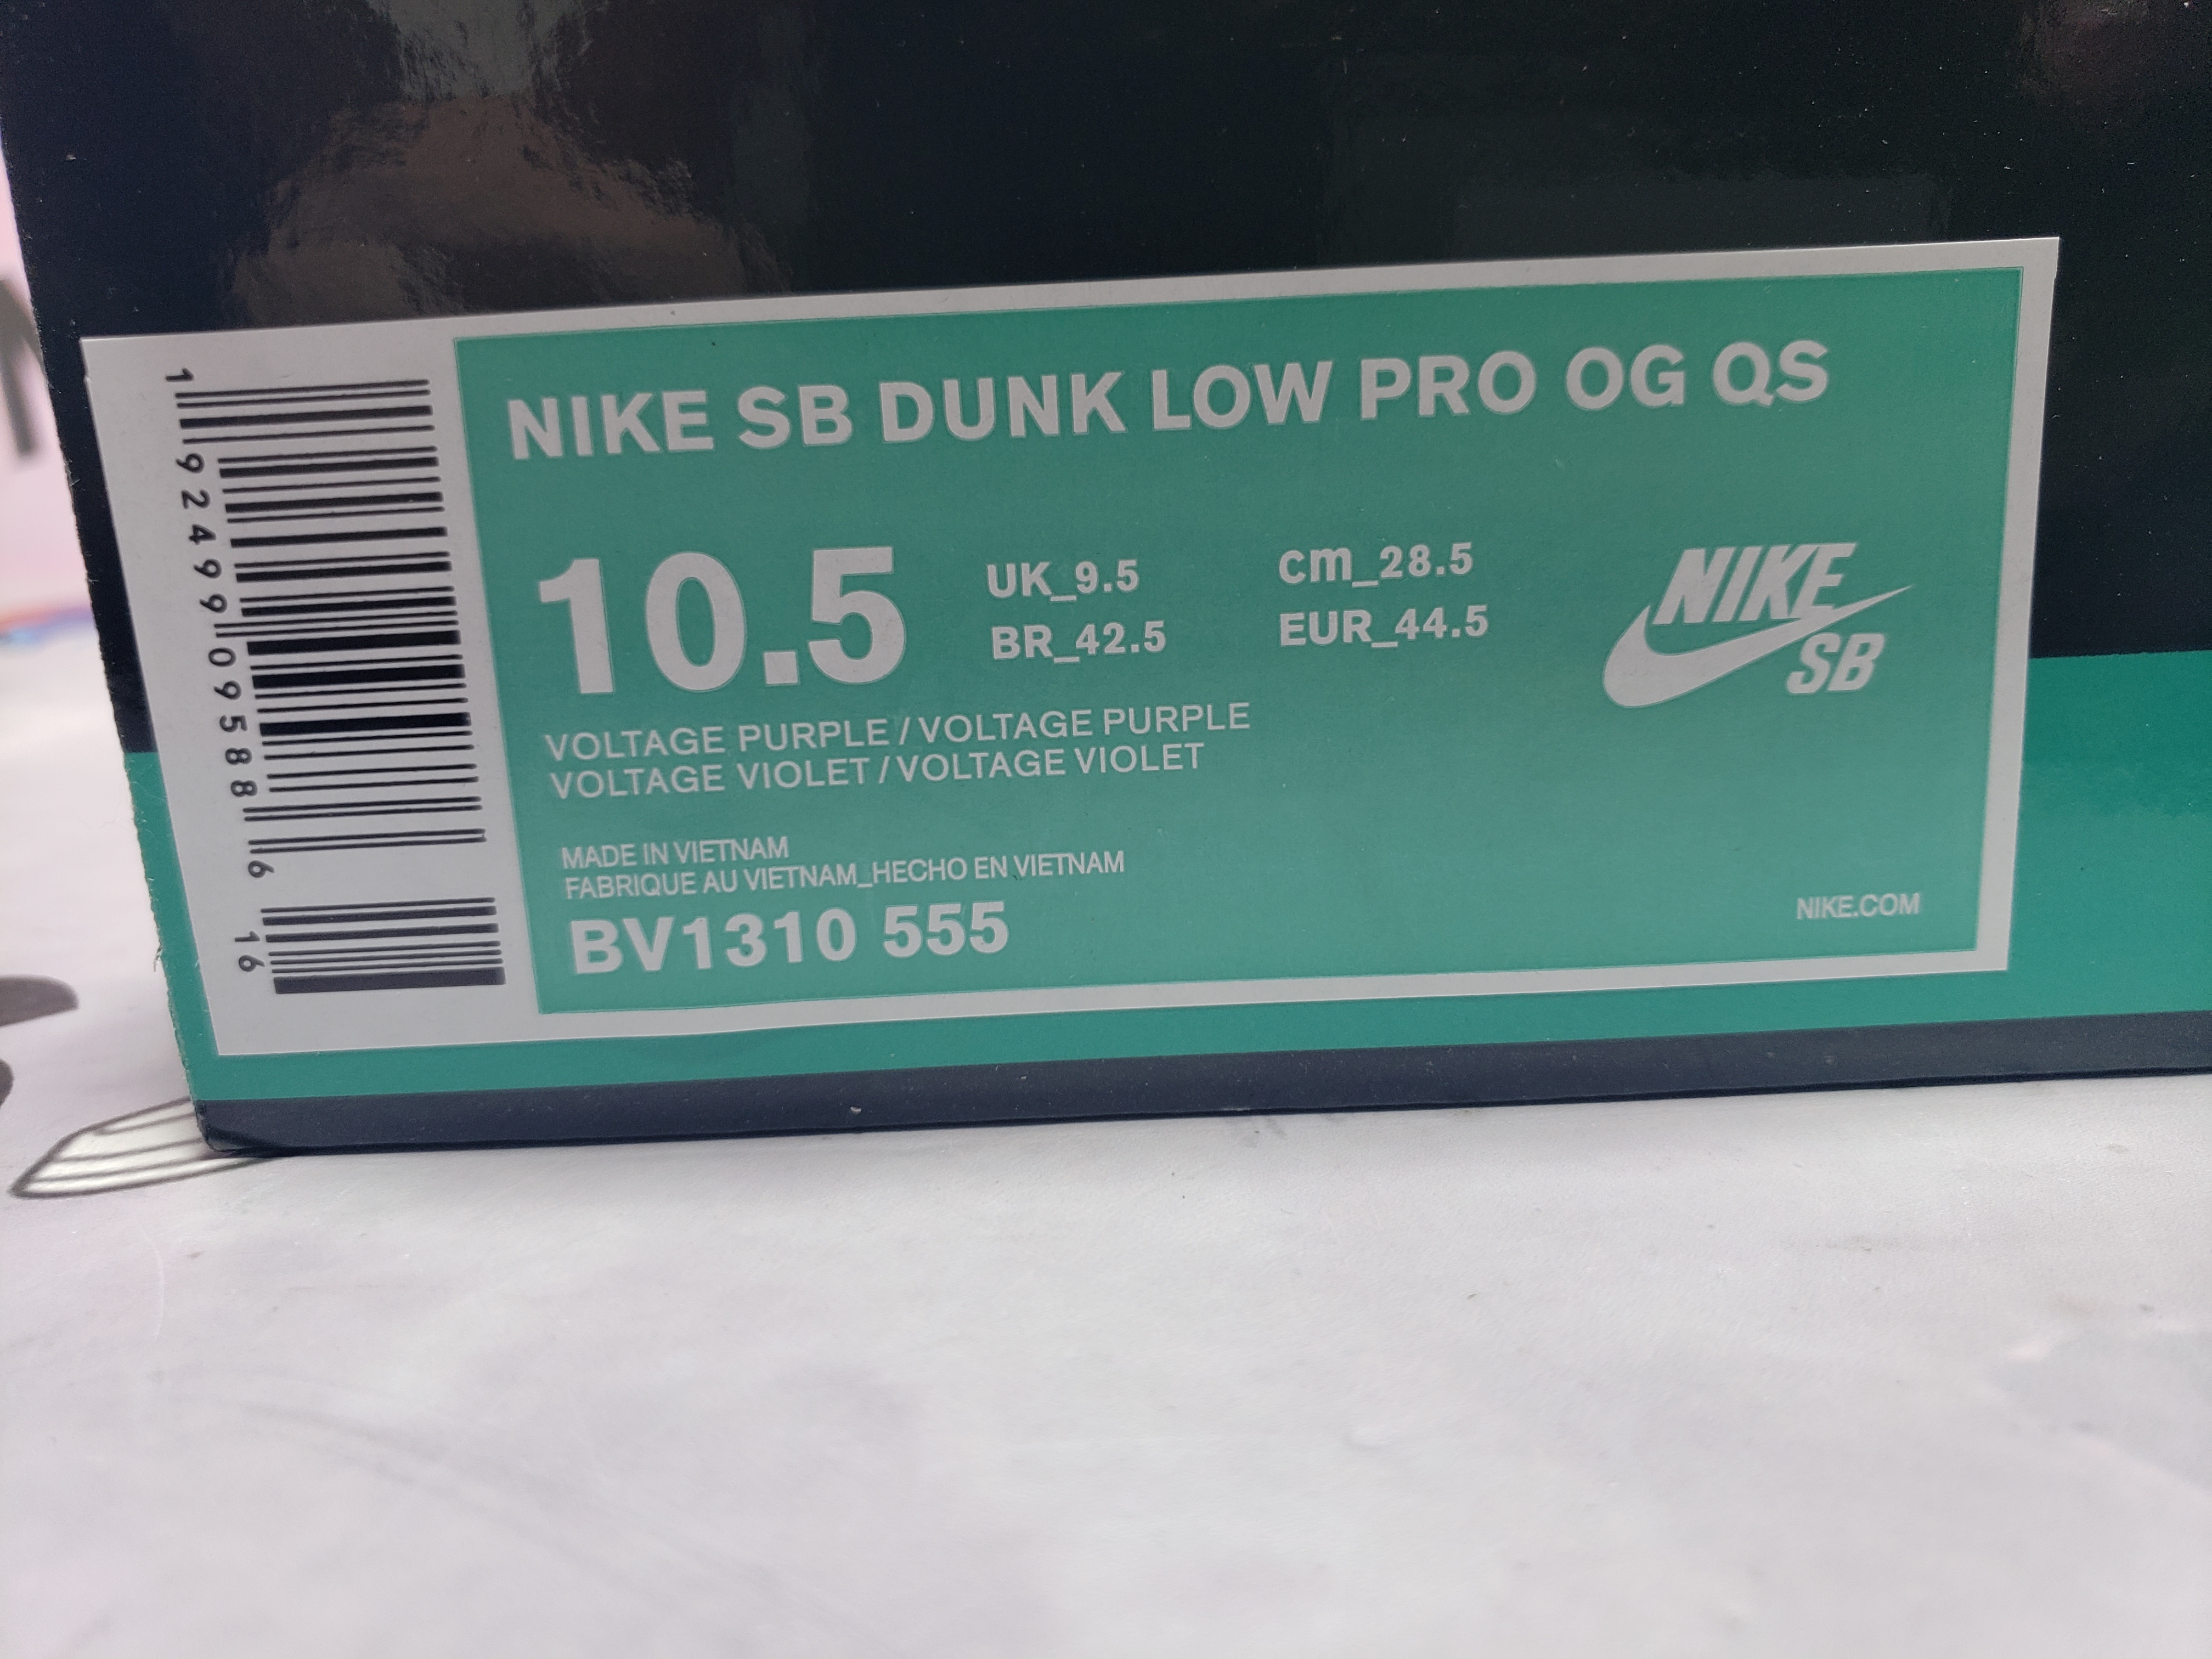 NIKE SB DUNK LOW PRO OG QS
10.5
UK_9.5
cm_28.5
BR_42.5
EUR_44.5
NIKE
SB
VOLTAGE PURPLE / VOLTAGE PURPLE
VOLTAGE VIOLET / VOLTAGE VIOLET
MADE IN VIETNAM
FABRIQUE AU VIETNAM_HECHO EN VIETNAM
BV1310 555
NIKE.COM
1 92499 09588 6 16